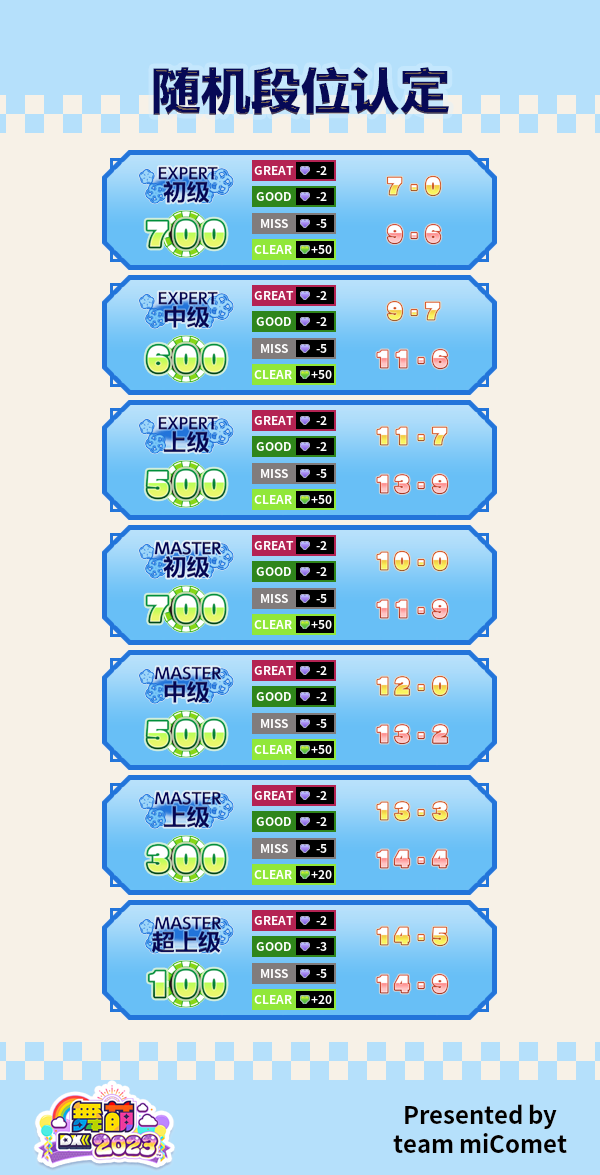 随机段位认定
EXPERT
初级
700
GREAT -2
GOOD -2
MISS -5
CLEAR +50
7.0
9.6
EXPERT
中级
600
GREAT -2
GOOD -2
MISS -5
CLEAR +50
9.7
11.6
EXPERT
上级
500
GREAT -2
GOOD -2
MISS -5
CLEAR +50
11.7
13.9
MASTER
初级
700
GREAT -2
GOOD -2
MISS -5
CLEAR +50
10.0
11.9
MASTER
中级
500
GREAT -2
GOOD -2
MISS -5
CLEAR +50
12.0
13.2
MASTER
上级
300
GREAT -2
GOOD -2
MISS -5
CLEAR +20
13.3
14.4
MASTER
超上级
100
GREAT -2
GOOD -3
MISS -5
CLEAR +20
14.5
14.9
舞萌
DX 2023
Presented by
team miComet